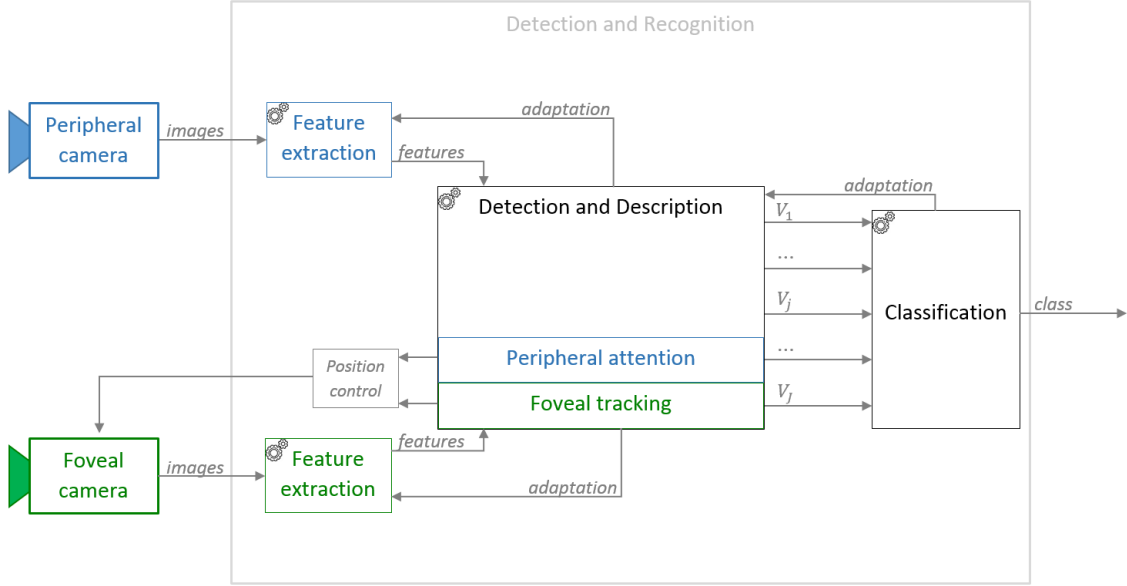 Detection and Recognition
Peripheral
camera
images
Feature
extraction
adaptation
features
Detection and Description
adaptation
V₁
...
Vⱼ
...
V_J
Classification
class
Peripheral attention
Foveal tracking
Position
control
Foveal
camera
images
Feature
extraction
features
adaptation